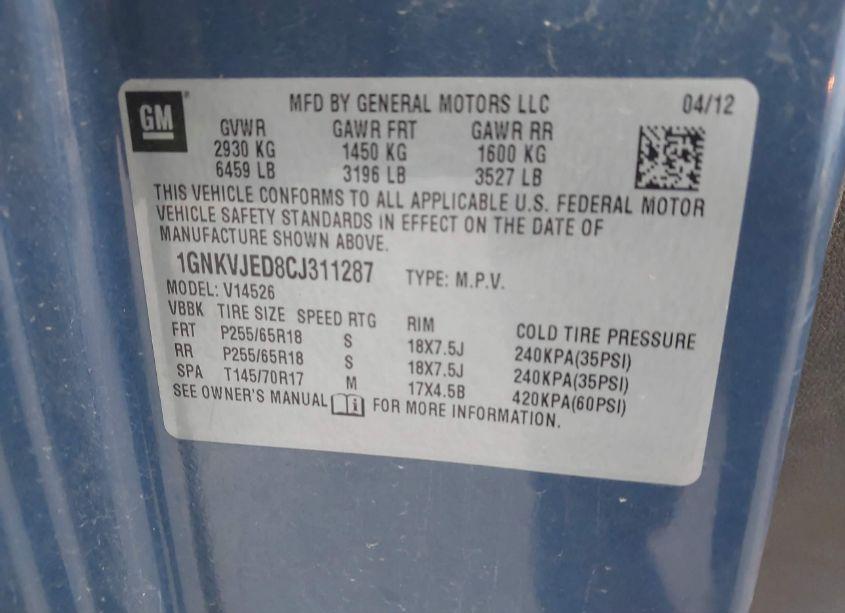 GM
MFD BY GENERAL MOTORS LLC 04/12
GVWR GAWR FRT GAWR RR
2930 KG 1450 KG 1600 KG
6459 LB 3196 LB 3527 LB
THIS VEHICLE CONFORMS TO ALL APPLICABLE U.S. FEDERAL MOTOR
VEHICLE SAFETY STANDARDS IN EFFECT ON THE DATE OF
MANUFACTURE SHOWN ABOVE.
1GNKVJED8CJ311287 TYPE: M.P.V.
MODEL: V14526
VBBK TIRE SIZE SPEED RTG RIM COLD TIRE PRESSURE
FRT P255/65R18 S 18X7.5J 240KPA(35PSI)
RR P255/65R18 S 18X7.5J 240KPA(35PSI)
SPA T145/70R17 M 17X4.5B 420KPA(60PSI)
SEE OWNER'S MANUAL FOR MORE INFORMATION.